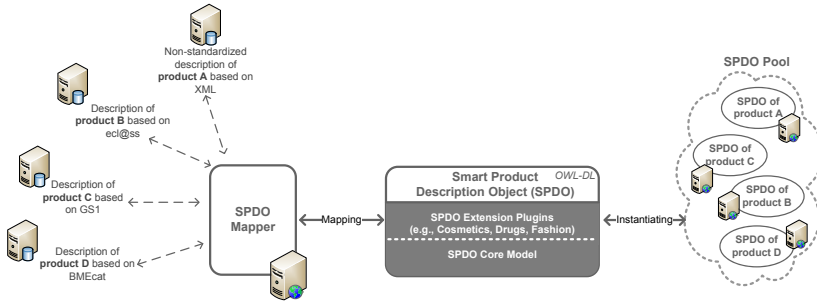 Non-standardized
description of
product A based on
XML
Description of
product B based on
ecl@ss
Description of
product C based
on GS1
Description of
product D based on
BMEcat
SPDO
Mapper
Mapping
Smart Product
Description Object (SPDO)
OWL-DL
SPDO Extension Plugins
(e.g., Cosmetics, Drugs, Fashion)
SPDO Core Model
Instantiating
SPDO Pool
SPDO of
product A
SPDO of
product C
SPDO of
product B
SPDO of
product D